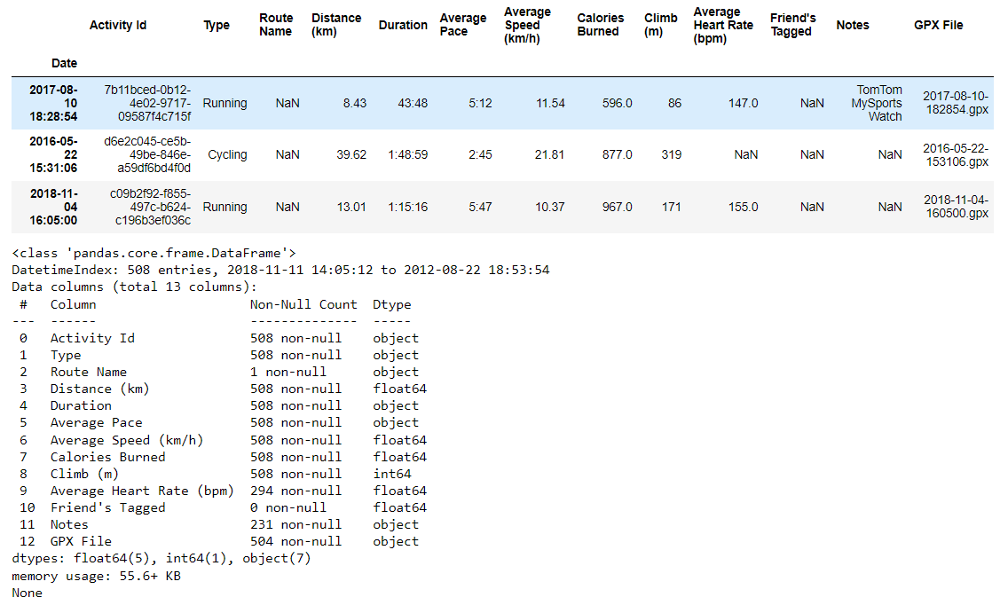 Activity Id Type Route Name Distance (km) Duration Average Pace Average Speed (km/h) Calories Burned Climb (m) Average Heart Rate (bpm) Friend's Tagged Notes GPX File
Date
2017-08-10 18:28:54 7b11bced-0b12-4e02-9717-09587f4c715f Running NaN 8.43 43:48 5:12 11.54 596.0 86 147.0 NaN TomTom MySports Watch 2017-08-10-182854.gpx
2016-05-22 15:31:06 d6e2c045-ce5b-49be-846e-a59df6bd4f0d Cycling NaN 39.62 1:48:59 2:45 21.81 877.0 319 NaN NaN NaN 2016-05-22-153106.gpx
2018-11-04 16:05:00 c09b2f92-f855-497c-b624-c196b3ef036c Running NaN 13.01 1:15:16 5:47 10.37 967.0 171 155.0 NaN NaN 2018-11-04-160500.gpx
<class 'pandas.core.frame.DataFrame'>
DatetimeIndex: 508 entries, 2018-11-11 14:05:12 to 2012-08-22 18:53:54
Data columns (total 13 columns):
 #   Column                    Non-Null Count  Dtype
---  ------                    --------------  -----
 0   Activity Id               508 non-null    object
 1   Type                      508 non-null    object
 2   Route Name                1 non-null      object
 3   Distance (km)             508 non-null    float64
 4   Duration                  508 non-null    object
 5   Average Pace              508 non-null    object
 6   Average Speed (km/h)      508 non-null    float64
 7   Calories Burned           508 non-null    float64
 8   Climb (m)                 508 non-null    int64
 9   Average Heart Rate (bpm)  294 non-null    float64
 10  Friend's Tagged           0 non-null      float64
 11  Notes                     231 non-null    object
 12  GPX File                  504 non-null    object
dtypes: float64(5), int64(1), object(7)
memory usage: 55.6+ KB
None